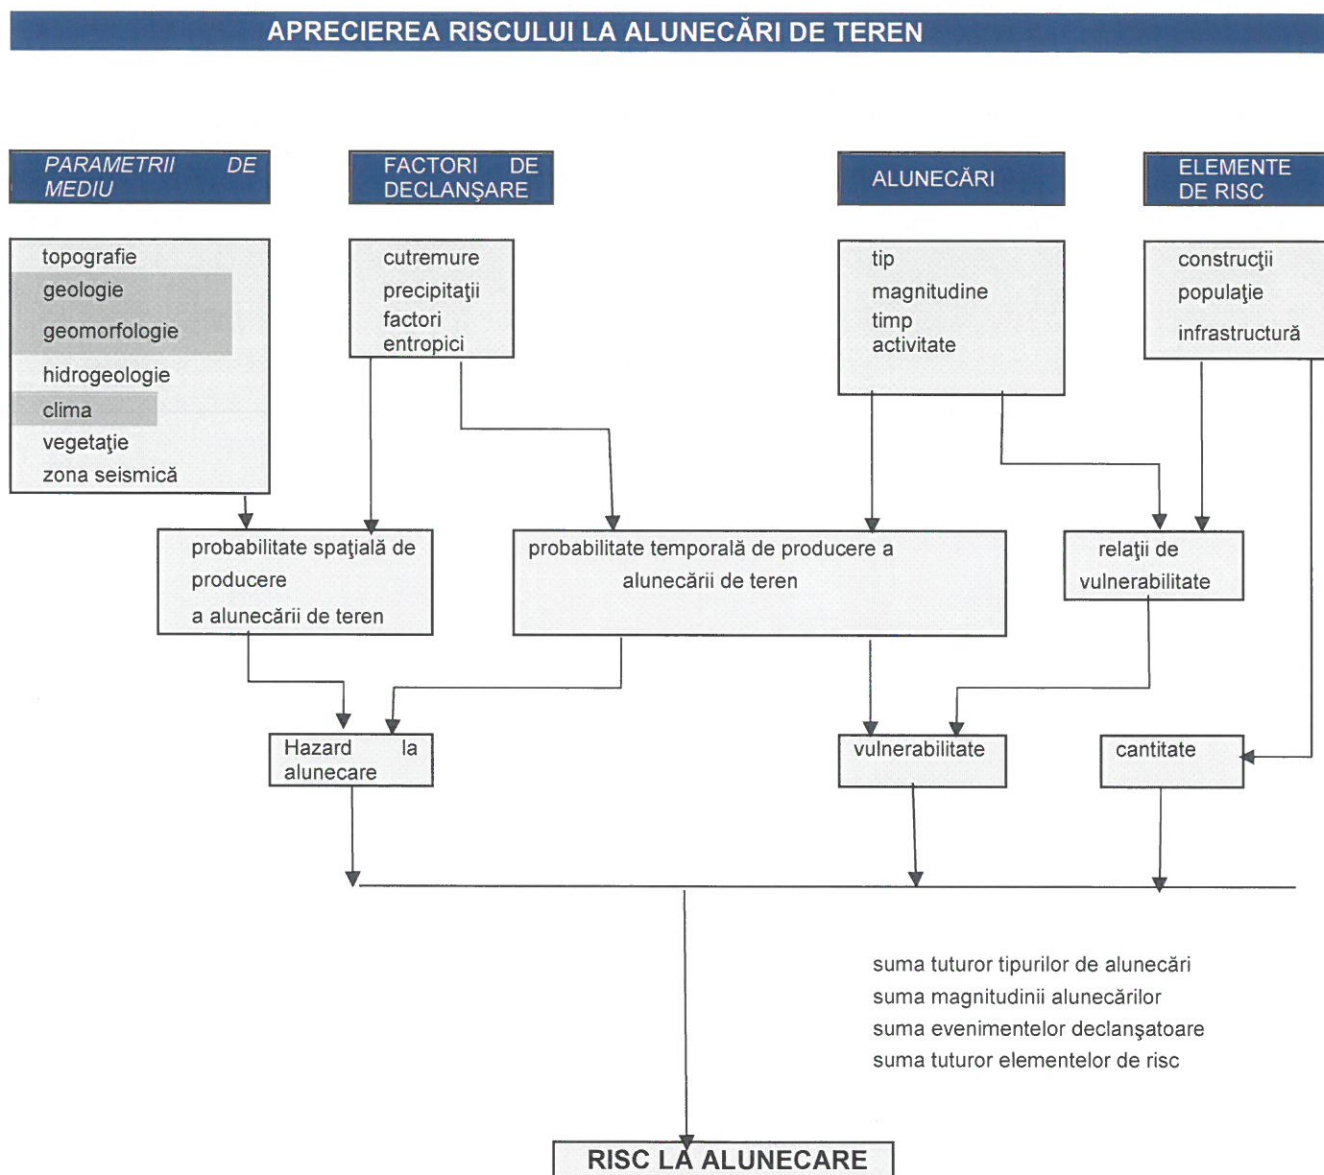 APRECIEREA RISCULUI LA ALUNECĂRI DE TEREN
PARAMETRII DE
MEDIU
FACTORI DE
DECLANŞARE
ALUNECĂRI
ELEMENTE
DE RISC
topografie
geologie
geomorfologie
hidrogeologie
clima
vegetaţie
zona seismică
cutremure
precipitaţii
factori
entropici
tip
magnitudine
timp
activitate
construcţii
populaţie
infrastructură
probabilitate spaţială de
producere
a alunecării de teren
probabilitate temporală de producere a
alunecării de teren
relaţii de
vulnerabilitate
Hazard la
alunecare
vulnerabilitate
cantitate
suma tuturor tipurilor de alunecări
suma magnitudinii alunecărilor
suma evenimentelor declanşatoare
suma tuturor elementelor de risc
RISC LA ALUNECARE